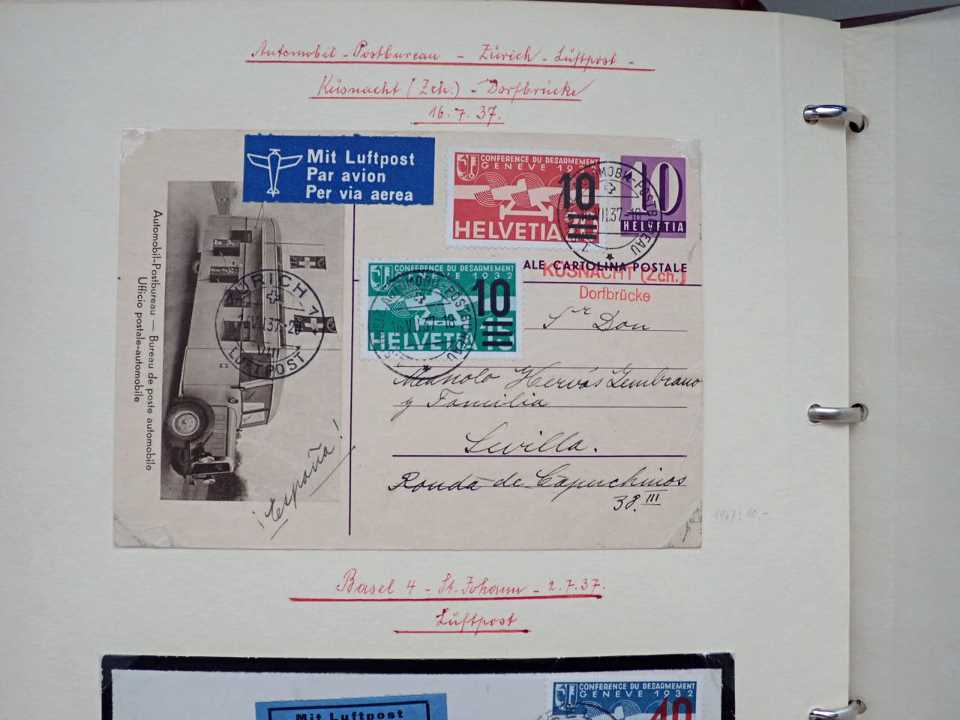 Automobil-Postbureau - Zürich - Luftpost -
Küsnacht (Zch.) - Dorfbrücke
16.7.37.
Mit Luftpost
Par avion
Per via aerea
CONFERENCE DU DESARMEMENT
GENEVE 1932
10
HELVETIA
10
HELVETIA
ALE CARTOLINA POSTALE
KÜSNACHT (Zch.)
Dorfbrücke
CONFERENCE DU DESARMEMENT
GENEVE 1932
10
HELVETIA
ZÜRICH 1
VII.37
LUFTPOST
Automobil-Postbureau — Bureau de poste automobile
Ufficio postale-automobile
Sr Don
Manolo Hervás Zembrano
y Familia
Sevilla.
Ronda de Capuchinos
38. III
¡España!
Basel 4 - St. Johann - 2.7.37.
Luftpost
Mit Luftpost
CONFERENCE DU DESARMEMENT
GENEVE 1932